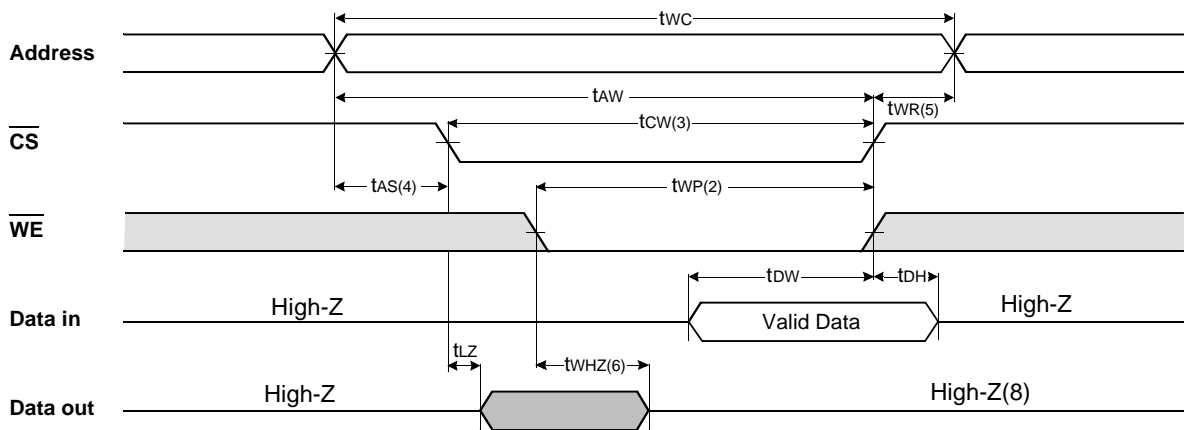 tWC
Address
tAW
tWR(5)
tCW(3)
CS
tAS(4)
tWP(2)
WE
tDW
tDH
High-Z
High-Z
Data in
Valid Data
tLZ
tWHZ(6)
High-Z
High-Z(8)
Data out